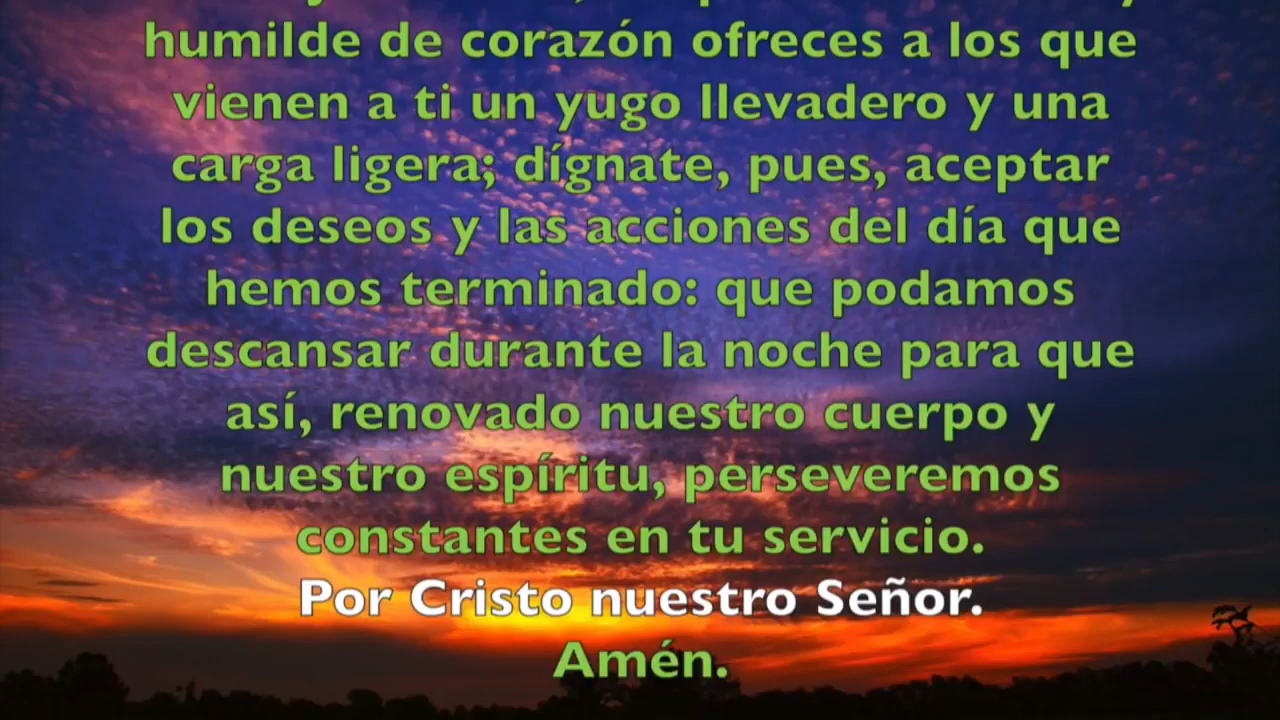 humilde de corazón ofreces a los que
vienen a ti un yugo llevadero y una
carga ligera; dígnate, pues, aceptar
los deseos y las acciones del día que
hemos terminado: que podamos
descansar durante la noche para que
así, renovado nuestro cuerpo y
nuestro espíritu, perseveremos
constantes en tu servicio.
Por Cristo nuestro Señor.
Amén.